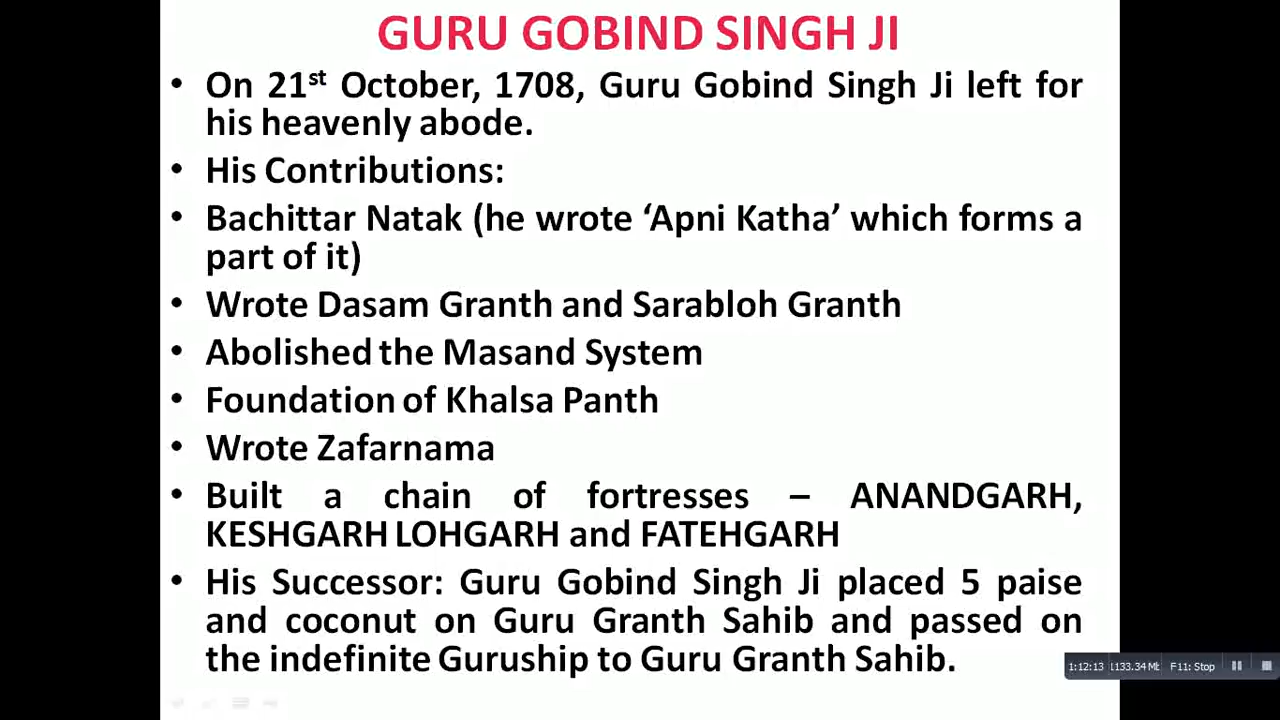 GURU GOBIND SINGH JI
• On 21st October, 1708, Guru Gobind Singh Ji left for
his heavenly abode.
• His Contributions:
• Bachittar Natak (he wrote ‘Apni Katha’ which forms a
part of it)
• Wrote Dasam Granth and Sarabloh Granth
• Abolished the Masand System
• Foundation of Khalsa Panth
• Wrote Zafarnama
• Built a chain of fortresses – ANANDGARH,
KESHGARH LOHGARH and FATEHGARH
• His Successor: Guru Gobind Singh Ji placed 5 paise
and coconut on Guru Granth Sahib and passed on
the indefinite Guruship to Guru Granth Sahib.
1:12:13 1133.34 Mb F11: Stop